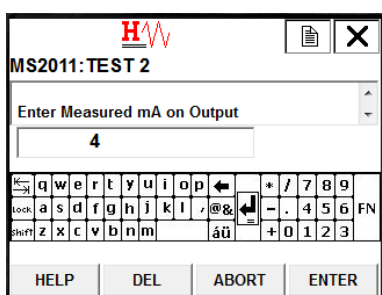 H
MS2011:TEST 2
Enter Measured mA on Output
4
q w e r t y u i o p * / 7 8 9
Lock a s d f g h j k l , @& - . 4 5 6 FN
Shift z x c v b n m áü + 0 1 2 3
HELP DEL ABORT ENTER